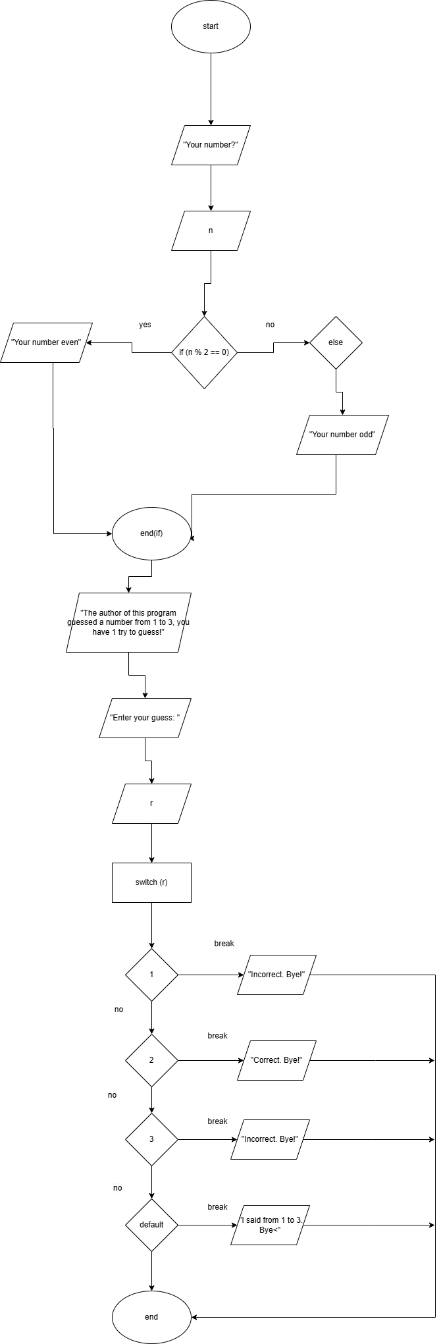 start
"Your number?"
n
yes
no
"Your number even"
if (n % 2 == 0)
else
"Your number odd"
end(if)
"The author of this program
guessed a number from 1 to 3, you
have 1 try to guess!"
"Enter your guess: "
r
switch (r)
break
1
"Incorrect. Bye!"
no
break
2
"Correct. Bye!"
no
break
3
"Incorrect. Bye!"
no
break
default
"I said from 1 to 3.
Bye<"
end